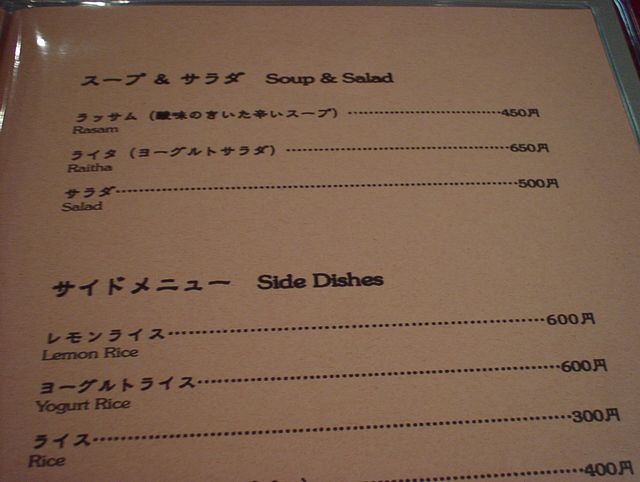 スープ & サラダ Soup & Salad
ラッサム (酸味のきいた辛いスープ) 450円
Rasam
ライタ (ヨーグルトサラダ) 650円
Raitha
サラダ 500円
Salad
サイドメニュー Side Dishes
レモンライス 600円
Lemon Rice
ヨーグルトライス 600円
Yogurt Rice
ライス 300円
Rice
400円